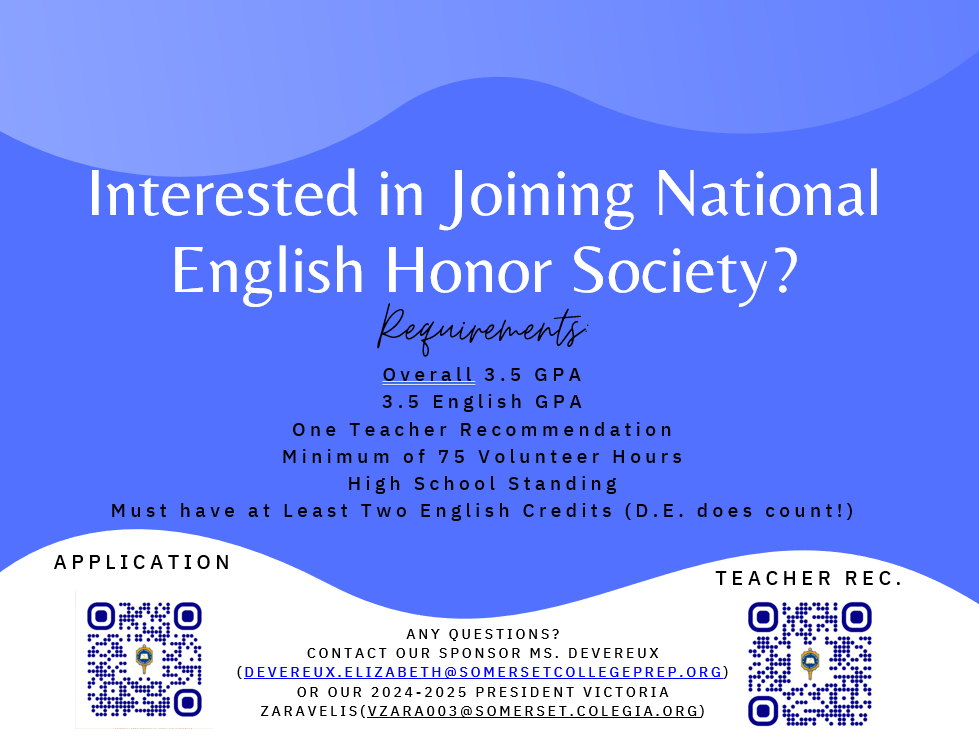 Interested in Joining National
English Honor Society?
Requirements:
Overall 3.5 GPA
3.5 English GPA
One Teacher Recommendation
Minimum of 75 Volunteer Hours
High School Standing
Must have at Least Two English Credits (D.E. does count!)
APPLICATION
TEACHER REC.
ANY QUESTIONS?
CONTACT OUR SPONSOR MS. DEVEREUX
(DEVEREUX.ELIZABETH@SOMERSETCOLLEGEPREP.ORG)
OR OUR 2024-2025 PRESIDENT VICTORIA
ZARAVELIS(VZARA003@SOMERSET.COLEGIA.ORG)